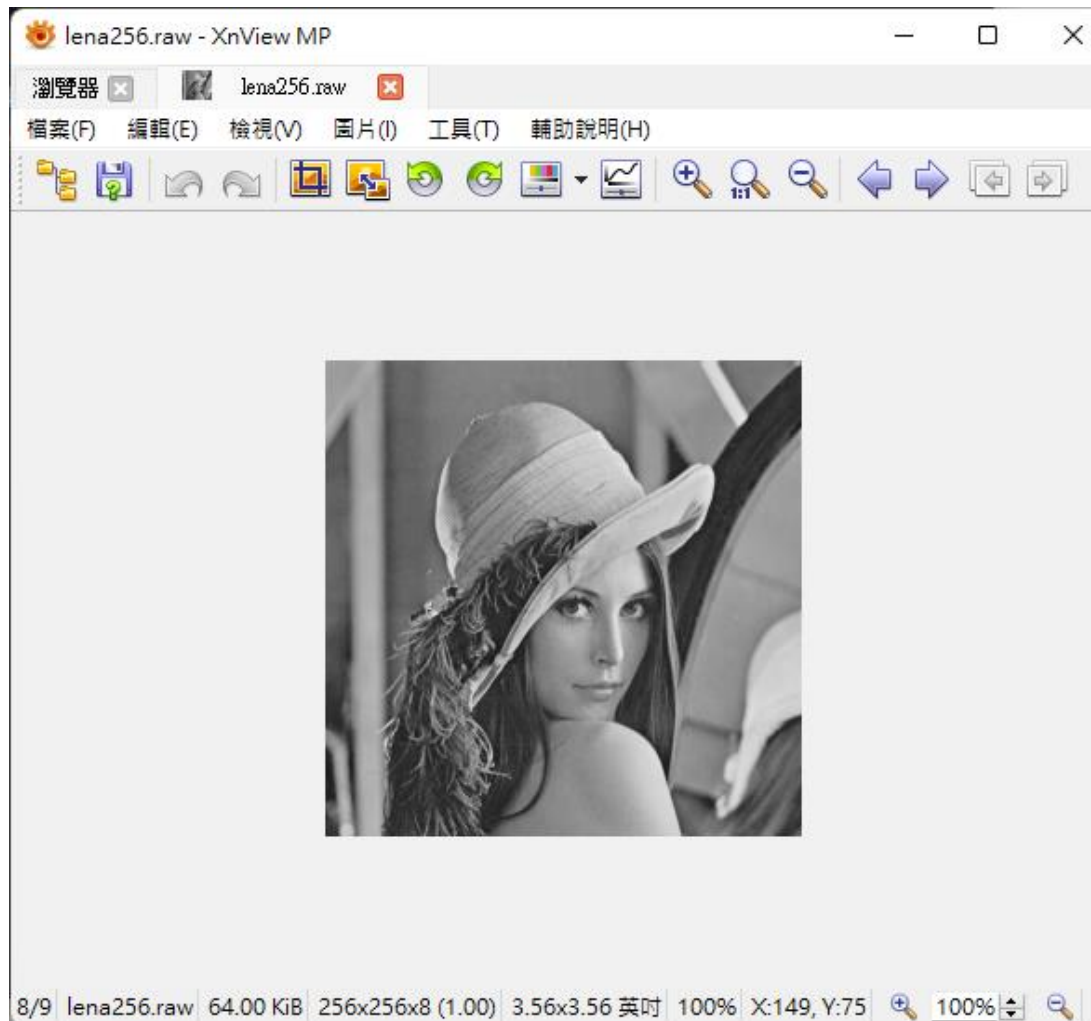 lena256.raw - XnView MP
瀏覽器 lena256.raw
檔案(F) 編輯(E) 檢視(V) 圖片(I) 工具(T) 輔助說明(H)
1:1
8/9 lena256.raw 64.00 KiB 256x256x8 (1.00) 3.56x3.56 英吋 100% X:149, Y:75 100%